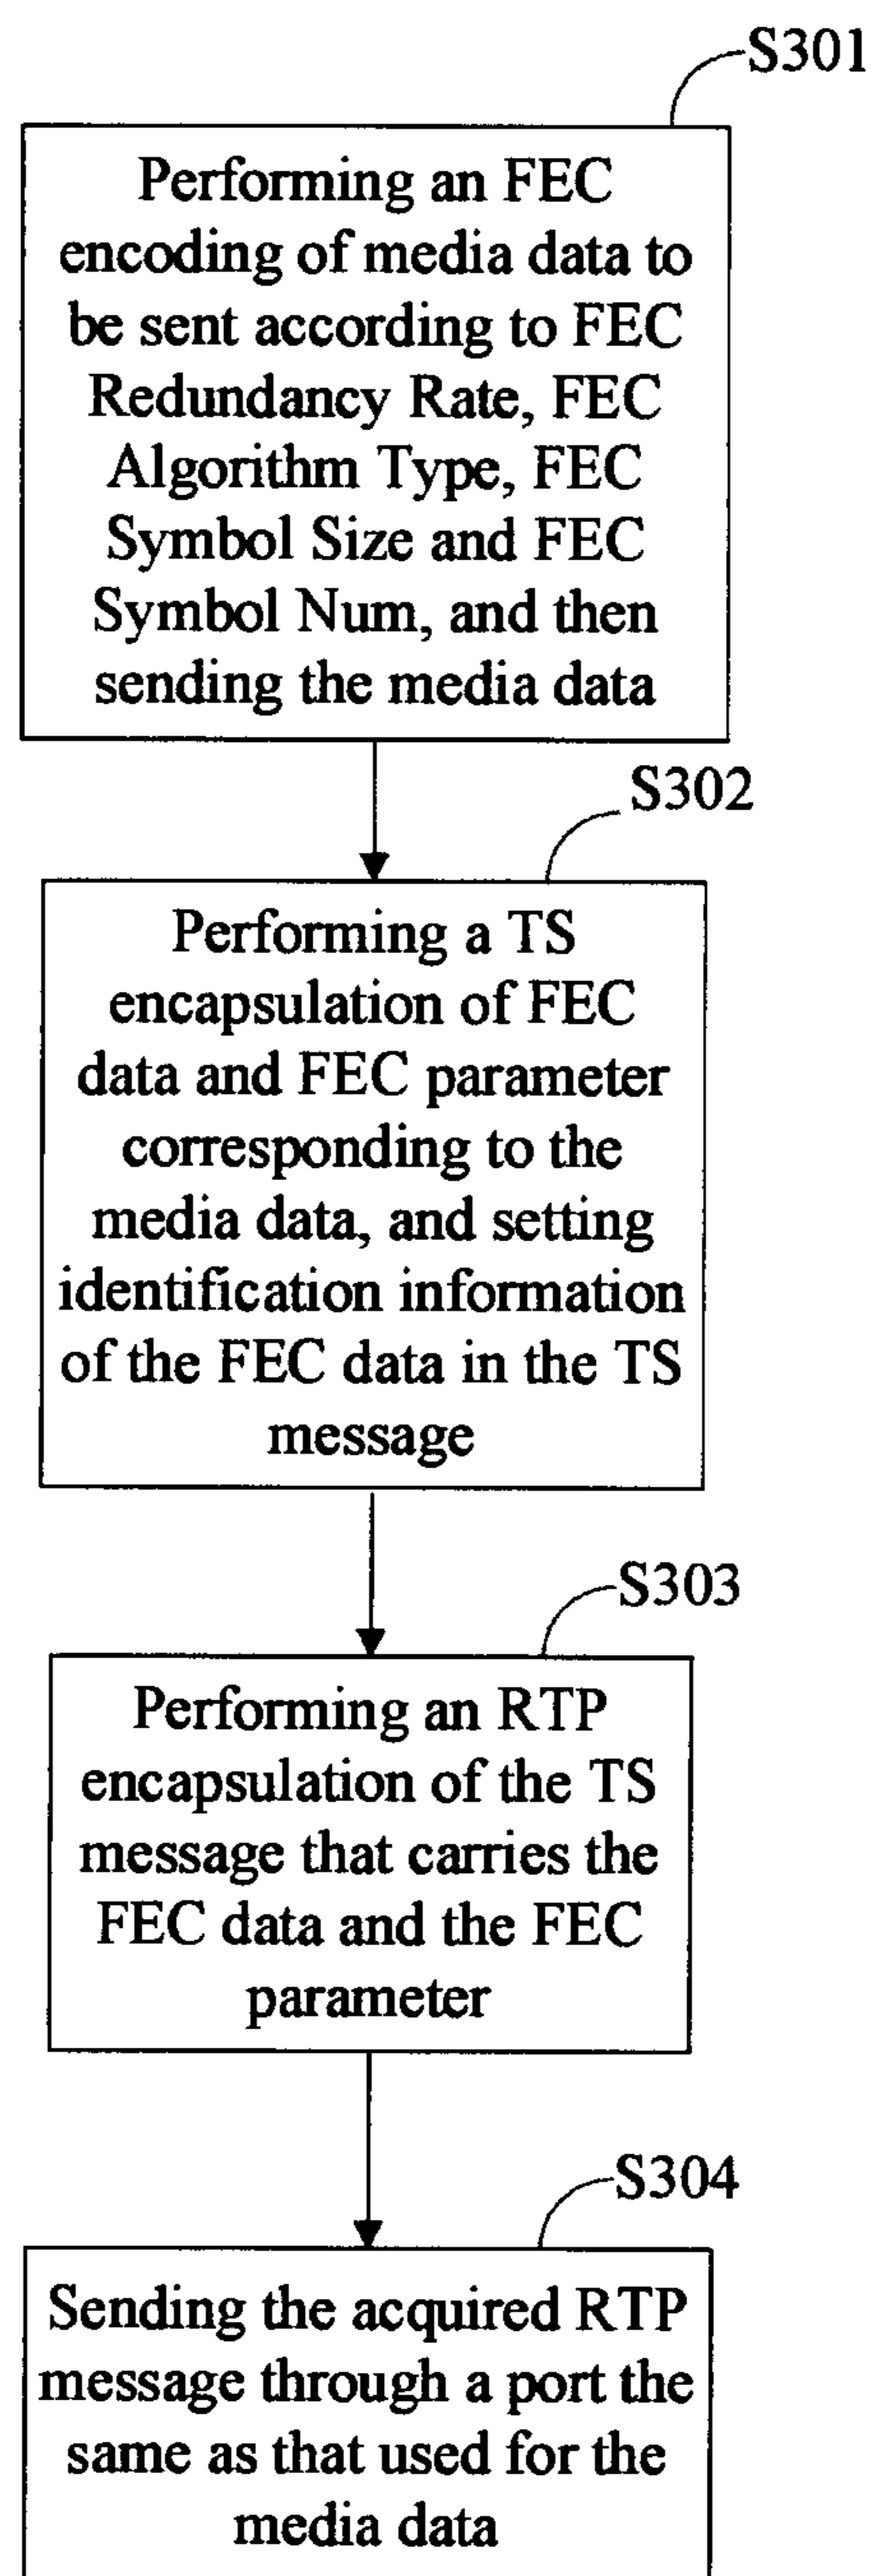 S301
Performing an FEC
encoding of media data to
be sent according to FEC
Redundancy Rate, FEC
Algorithm Type, FEC
Symbol Size and FEC
Symbol Num, and then
sending the media data
S302
Performing a TS
encapsulation of FEC
data and FEC parameter
corresponding to the
media data, and setting
identification information
of the FEC data in the TS
message
S303
Performing an RTP
encapsulation of the TS
message that carries the
FEC data and the FEC
parameter
S304
Sending the acquired RTP
message through a port the
same as that used for the
media data